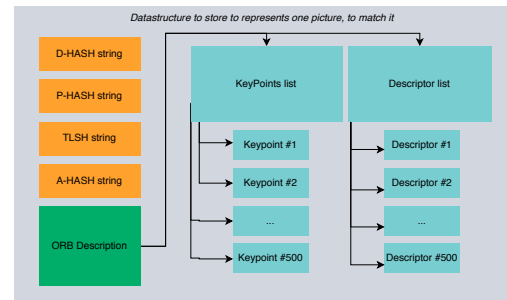 Datastructure to store to represents one picture, to match it
D-HASH string
P-HASH string
TLSH string
A-HASH string
ORB Description
KeyPoints list
Keypoint #1
Keypoint #2
...
Keypoint #500
Descriptor list
Descriptor #1
Descriptor #2
...
Descriptor #500